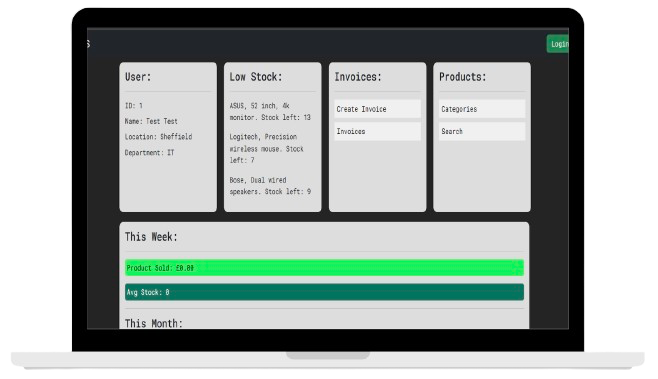 S
Login
User:
ID: 1
Name: Test Test
Location: Sheffield
Department: IT
Low Stock:
ASUS, 52 inch, 4k
monitor. Stock left: 13
Logitech, Precision
wireless mouse. Stock
left: 7
Bose, Dual wired
speakers. Stock left: 9
Invoices:
Create Invoice
Invoices
Products:
Categories
Search
This Week:
Product Sold: £0.00
Avg Stock: 0
This Month: